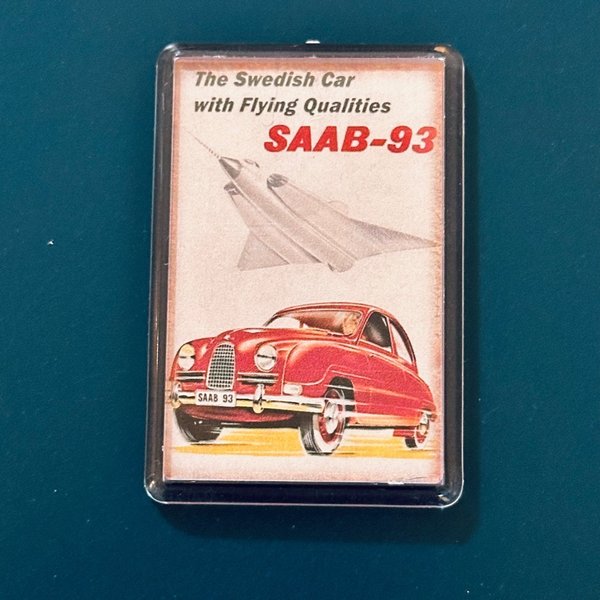 The Swedish Car
with Flying Qualities
SAAB-93
SAAB 93